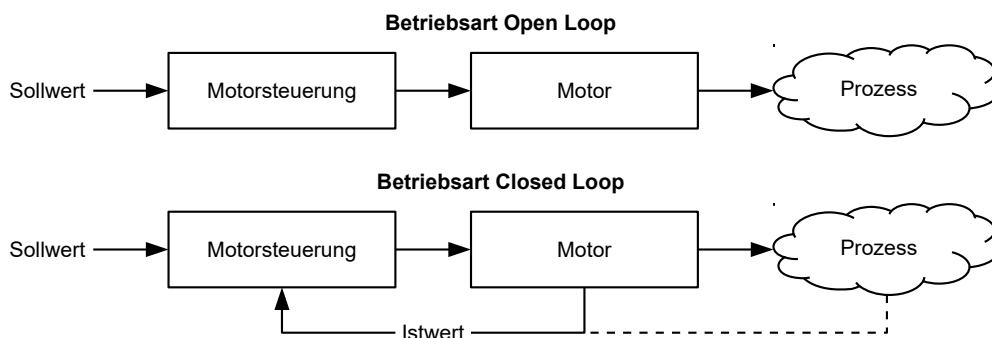 Betriebsart Open Loop
Sollwert
Motorsteuerung
Motor
Prozess
Betriebsart Closed Loop
Sollwert
Motorsteuerung
Motor
Prozess
Istwert